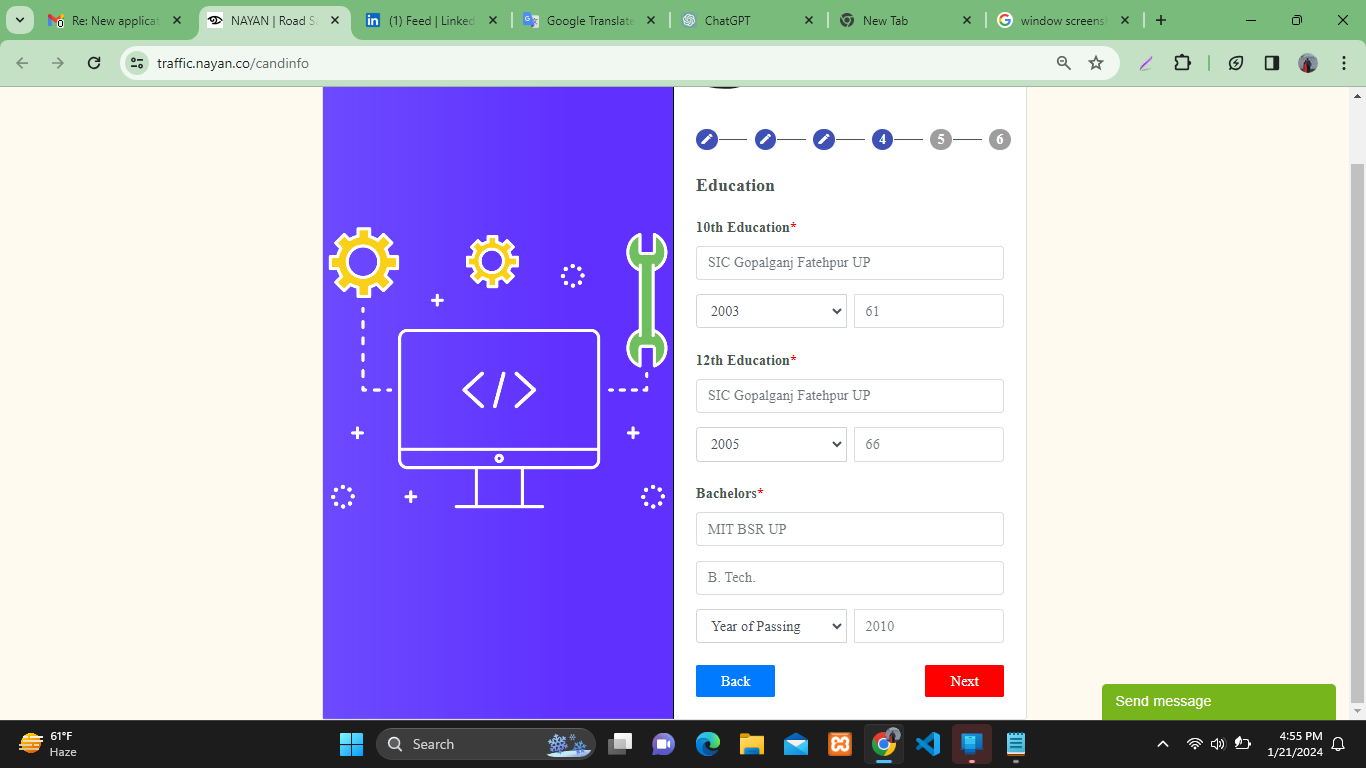 Re: New applicat
NAYAN | Road Sa
(1) Feed | Linked
Google Translate
ChatGPT
New Tab
window screensh
traffic.nayan.co/candinfo
4 5 6
Education
10th Education*
SIC Gopalganj Fatehpur UP
2003 61
12th Education*
SIC Gopalganj Fatehpur UP
2005 66
Bachelors*
MIT BSR UP
B. Tech.
Year of Passing 2010
Back Next
</>
Send message
61°F
Haze
Search
4:55 PM
1/21/2024